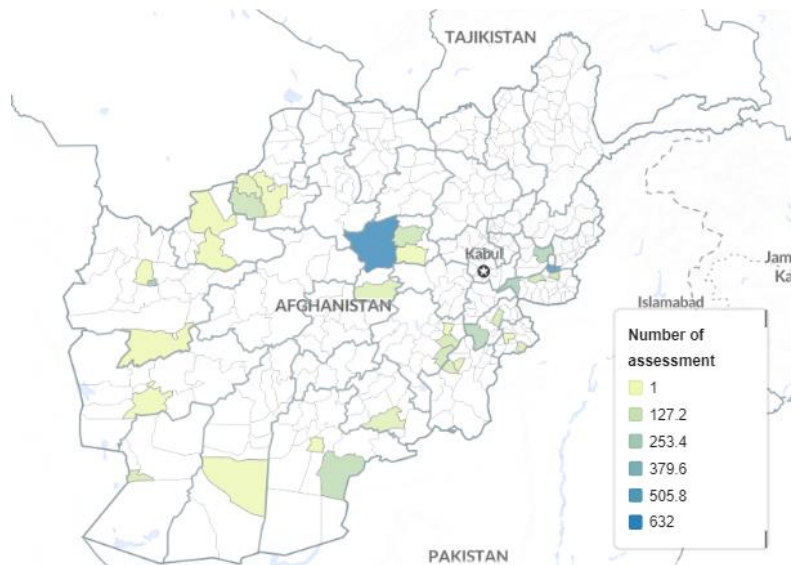 TAJIKISTAN
Kabul
Jam
Ka
AFGHANISTAN
Islamabad
Number of
assessment
1
127.2
253.4
379.6
505.8
632
PAKISTAN